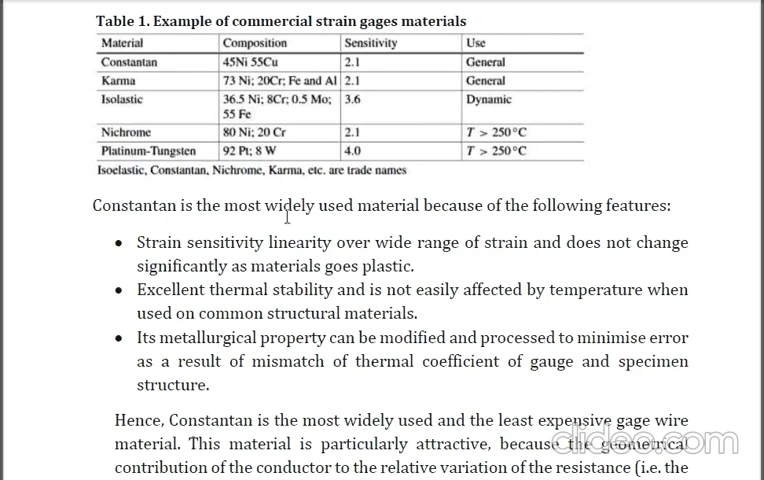 Table 1. Example of commercial strain gages materials
Material Composition Sensitivity Use
Constantan 45Ni 55Cu 2.1 General
Karma 73 Ni; 20Cr; Fe and Al 2.1 General
Isolastic 36.5 Ni; 8Cr; 0.5 Mo; 3.6 Dynamic
55 Fe
Nichrome 80 Ni; 20 Cr 2.1 T > 250°C
Platinum-Tungsten 92 Pt; 8 W 4.0 T > 250°C
Isoelastic, Constantan, Nichrome, Karma, etc. are trade names
Constantan is the most widely used material because of the following features:
• Strain sensitivity linearity over wide range of strain and does not change
significantly as materials goes plastic.
• Excellent thermal stability and is not easily affected by temperature when
used on common structural materials.
• Its metallurgical property can be modified and processed to minimise error
as a result of mismatch of thermal coefficient of gauge and specimen
structure.
Hence, Constantan is the most widely used and the least expensive gage wire
material. This material is particularly attractive, because the geometrical
contribution of the conductor to the relative variation of the resistance (i.e. the
clideo.com